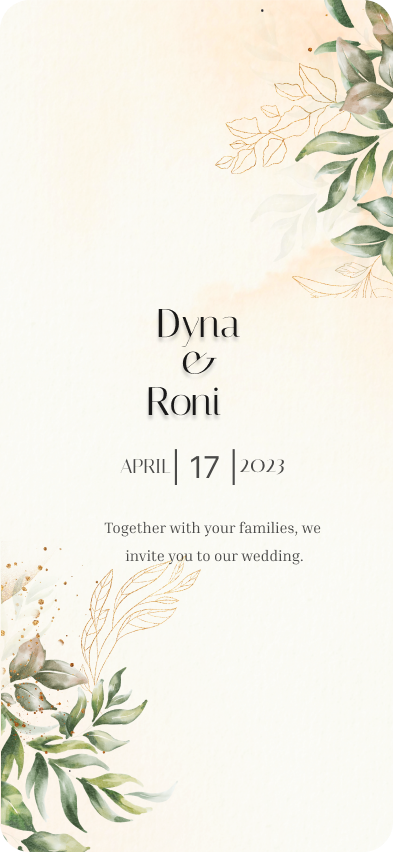 Dyna
&
Roni
APRIL | 17 | 2023
Together with your families, we
invite you to our wedding.